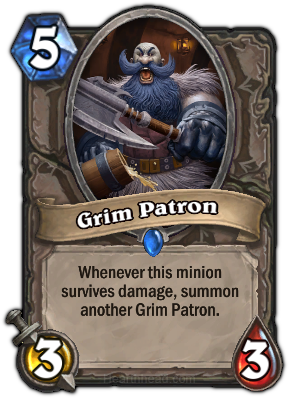 5
Grim Patron
Whenever this minion
survives damage, summon
another Grim Patron.
3
3